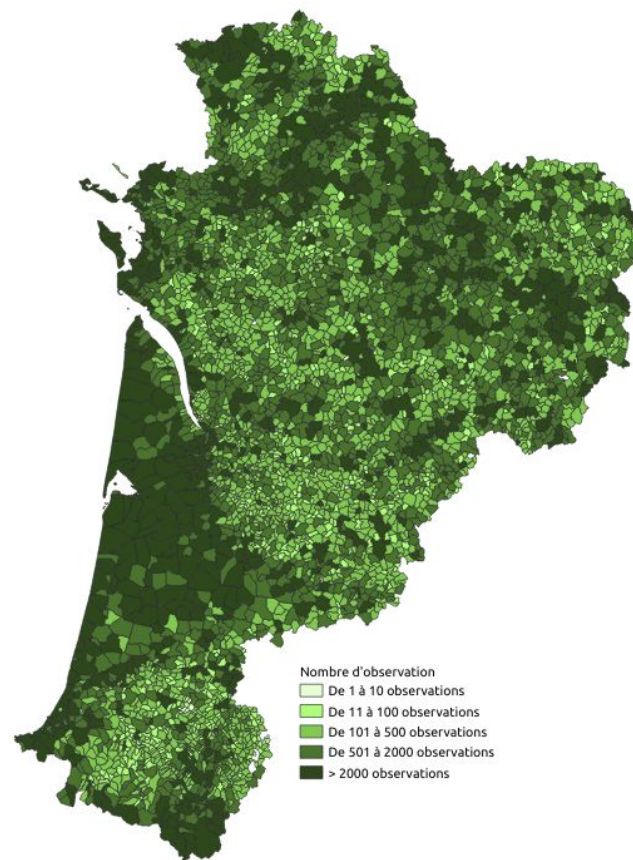 Nombre d'observation
De 1 à 10 observations
De 11 à 100 observations
De 101 à 500 observations
De 501 à 2000 observations
> 2000 observations